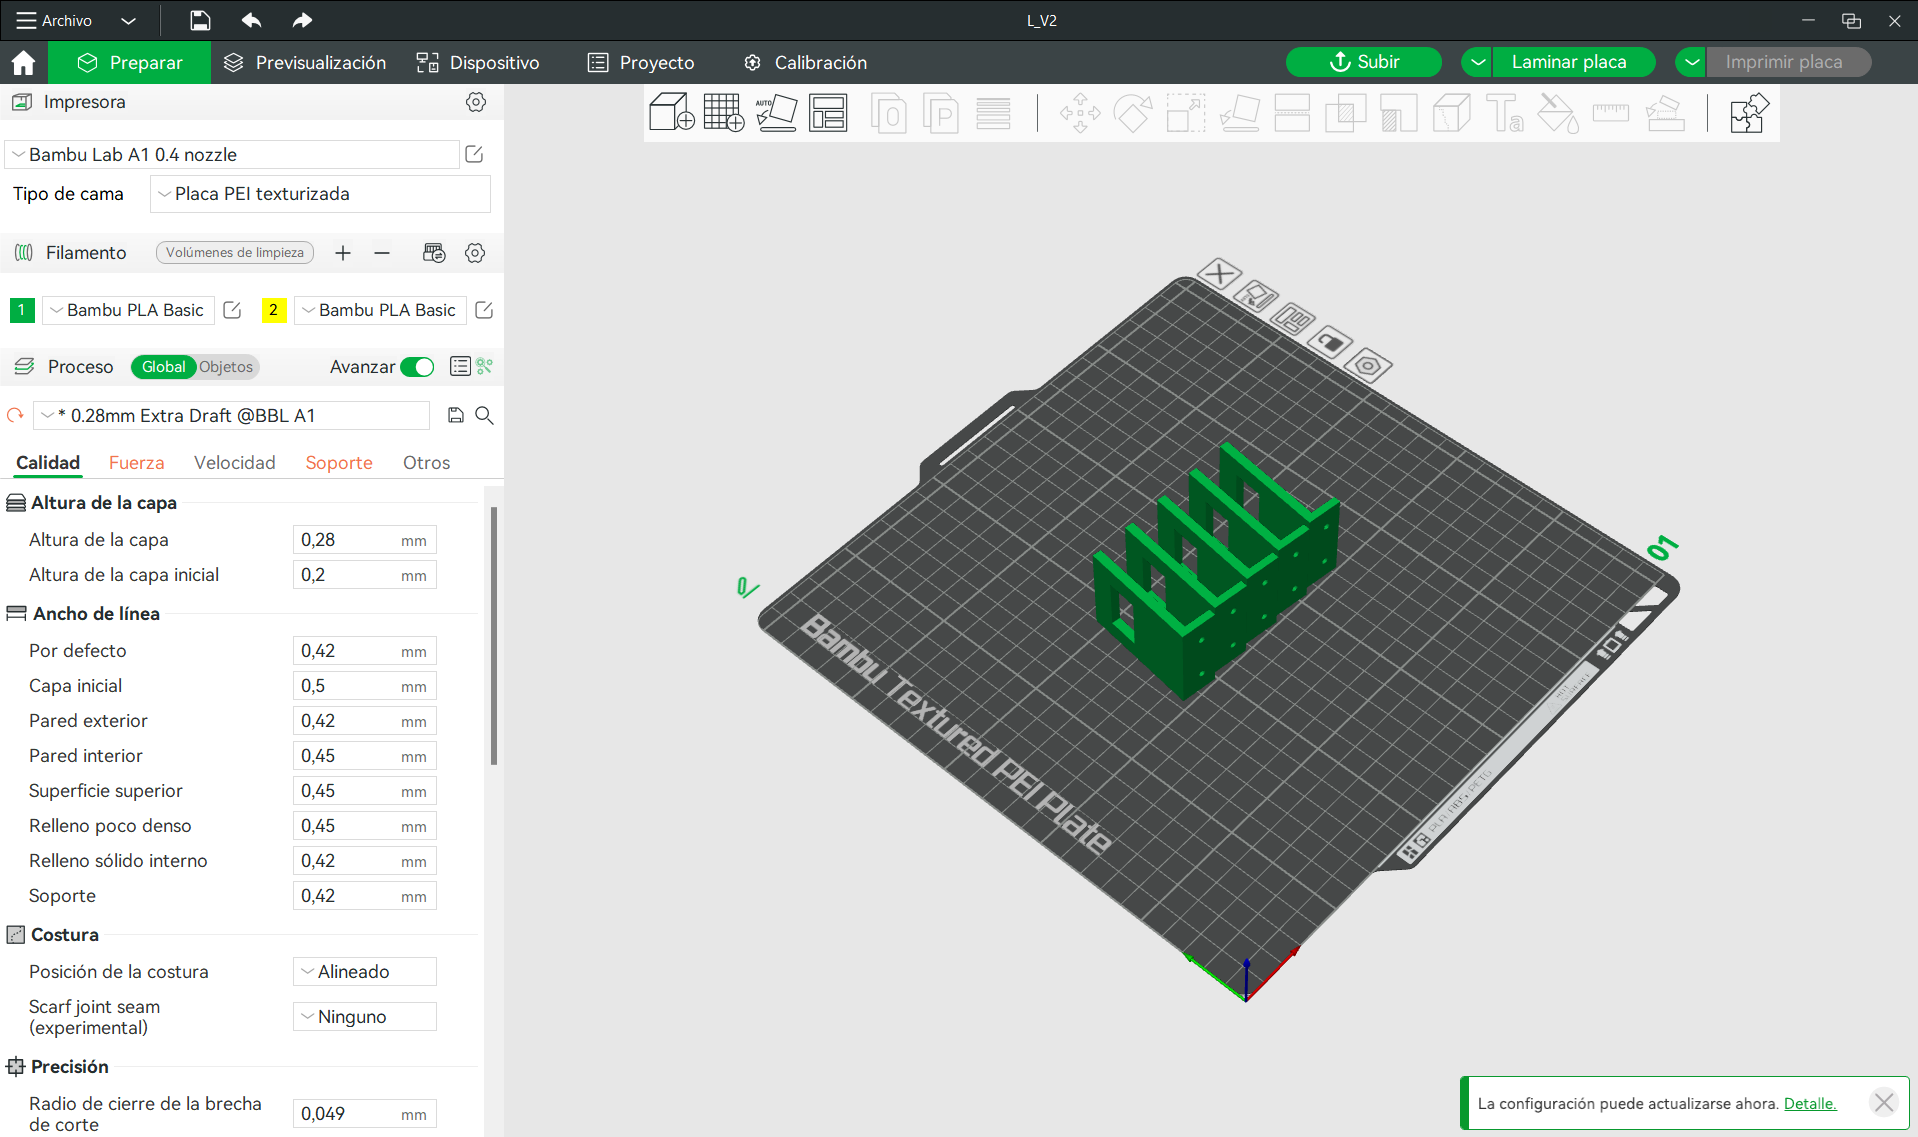 Archivo
L_V2
Preparar
Previsualización
Dispositivo
Proyecto
Calibración
Subir
Laminar placa
Imprimir placa
Impresora
Bambu Lab A1 0.4 nozzle
Tipo de cama
Placa PEI texturizada
Filamento
Volúmenes de limpieza
1
Bambu PLA Basic
2
Bambu PLA Basic
Proceso
Global
Objetos
Avanzar
* 0.28mm Extra Draft @BBL A1
Calidad
Fuerza
Velocidad
Soporte
Otros
Altura de la capa
Altura de la capa
0,28 mm
Altura de la capa inicial
0,2 mm
Ancho de línea
Por defecto
0,42 mm
Capa inicial
0,5 mm
Pared exterior
0,42 mm
Pared interior
0,45 mm
Superficie superior
0,45 mm
Relleno poco denso
0,45 mm
Relleno sólido interno
0,42 mm
Soporte
0,42 mm
Costura
Posición de la costura
Alineado
Scarf joint seam
(experimental)
Ninguno
Precisión
Radio de cierre de la brecha
de corte
0,049 mm
AUTO
O
P
Ta
01
Bambu Textured PEI Plate
La configuración puede actualizarse ahora. Detalle.